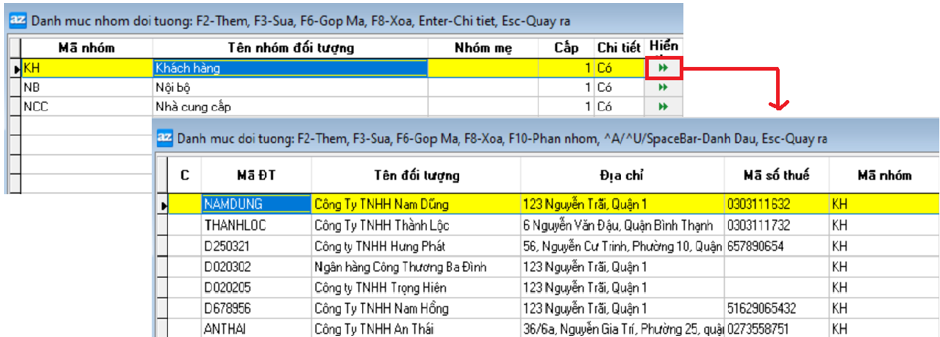 az Danh muc nhom doi tuong: F2-Them, F3-Sua, F6-Gop Ma, F8-Xoa, Enter-Chi tiet, Esc-Quay ra
Mã nhóm Tên nhóm đối tượng Nhóm mẹ Cấp Chi tiết Hiển
KH Khách hàng 1 Có
NB Nội bộ 1 Có
NCC Nhà cung cấp 1 Có
az Danh muc doi tuong: F2-Them, F3-Sua, F6-Gop Ma, F8-Xoa, F10-Phan nhom, ^A/^U/SpaceBar-Danh Dau, Esc-Quay ra
C Mã ĐT Tên đối tượng Địa chỉ Mã số thuế Mã nhóm
NAMDUNG Công Ty TNHH Nam Dũng 123 Nguyễn Trãi, Quận 1 0303111632 KH
THANHLOC Công Ty TNHH Thành Lộc 6 Nguyễn Văn Đậu, Quận Bình Thạnh 0303111732 KH
D250321 Công ty TNHH Hưng Phát 56, Nguyễn Cư Trinh, Phường 10, Quận 657890654 KH
D020302 Ngân hàng Công Thương Ba Đình 123 Nguyễn Trãi, Quận 1 KH
D020205 Công ty TNHH Trọng Hiên 123 Nguyễn Trãi, Quận 1 KH
D678956 Công Ty TNHH Nam Hồng 123 Nguyễn Trãi, Quận 1 51629065432 KH
ANTHAI Công Ty TNHH An Thái 36/6a, Nguyễn Gia Trí, Phường 25, quậ 0273558751 KH